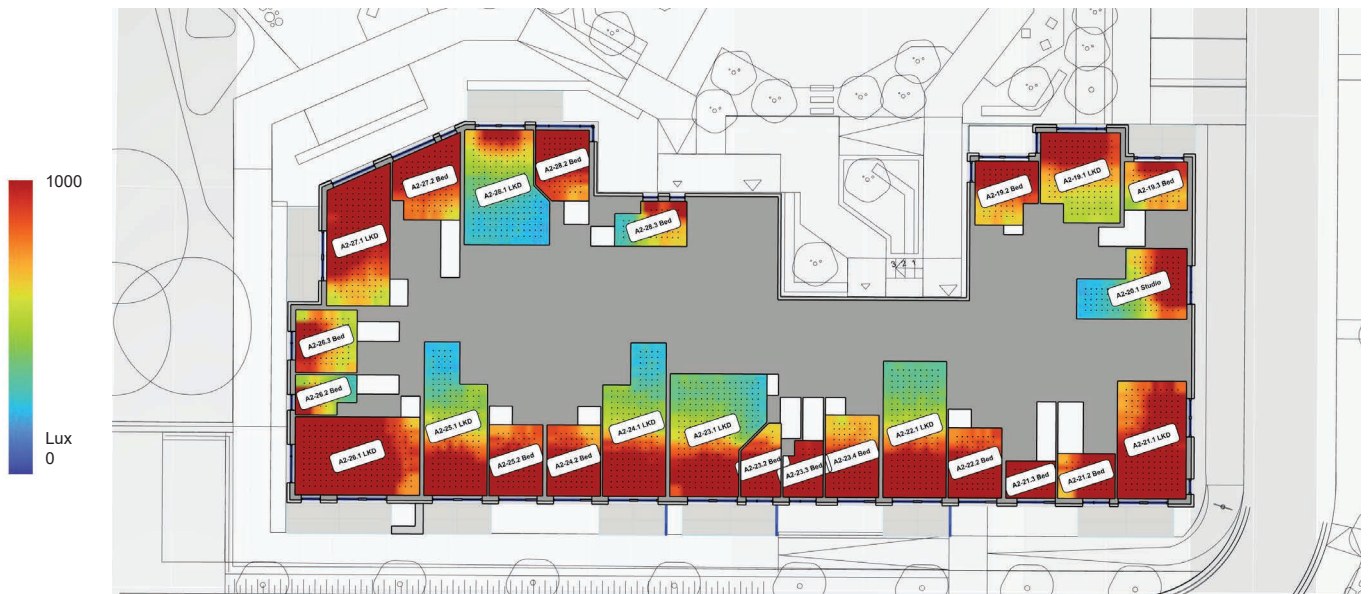 1000
Lux
0
A2-27.1 LKD
A2-27.2 Bed
A2-28.1 LKD
A2-28.2 Bed
A2-28.3 Bed
A2-19.2 Bed
A2-19.1 LKD
A2-19.3 Bed
3 2 1
A2-20.1 Studio
A2-26.3 Bed
A2-26.2 Bed
A2-26.1 LKD
A2-25.1 LKD
A2-25.2 Bed
A2-24.2 Bed
A2-24.1 LKD
A2-23.1 LKD
A2-23.2 Bed
A2-23.3 Bed
A2-23.4 Bed
A2-22.1 LKD
A2-22.2 Bed
A2-21.3 Bed
A2-21.2 Bed
A2-21.1 LKD